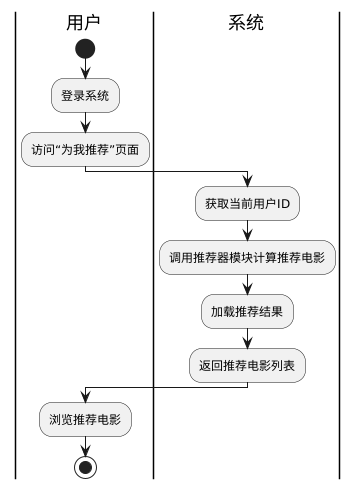 用户
系统
登录系统
访问“为我推荐”页面
获取当前用户ID
调用推荐器模块计算推荐电影
加载推荐结果
返回推荐电影列表
浏览推荐电影